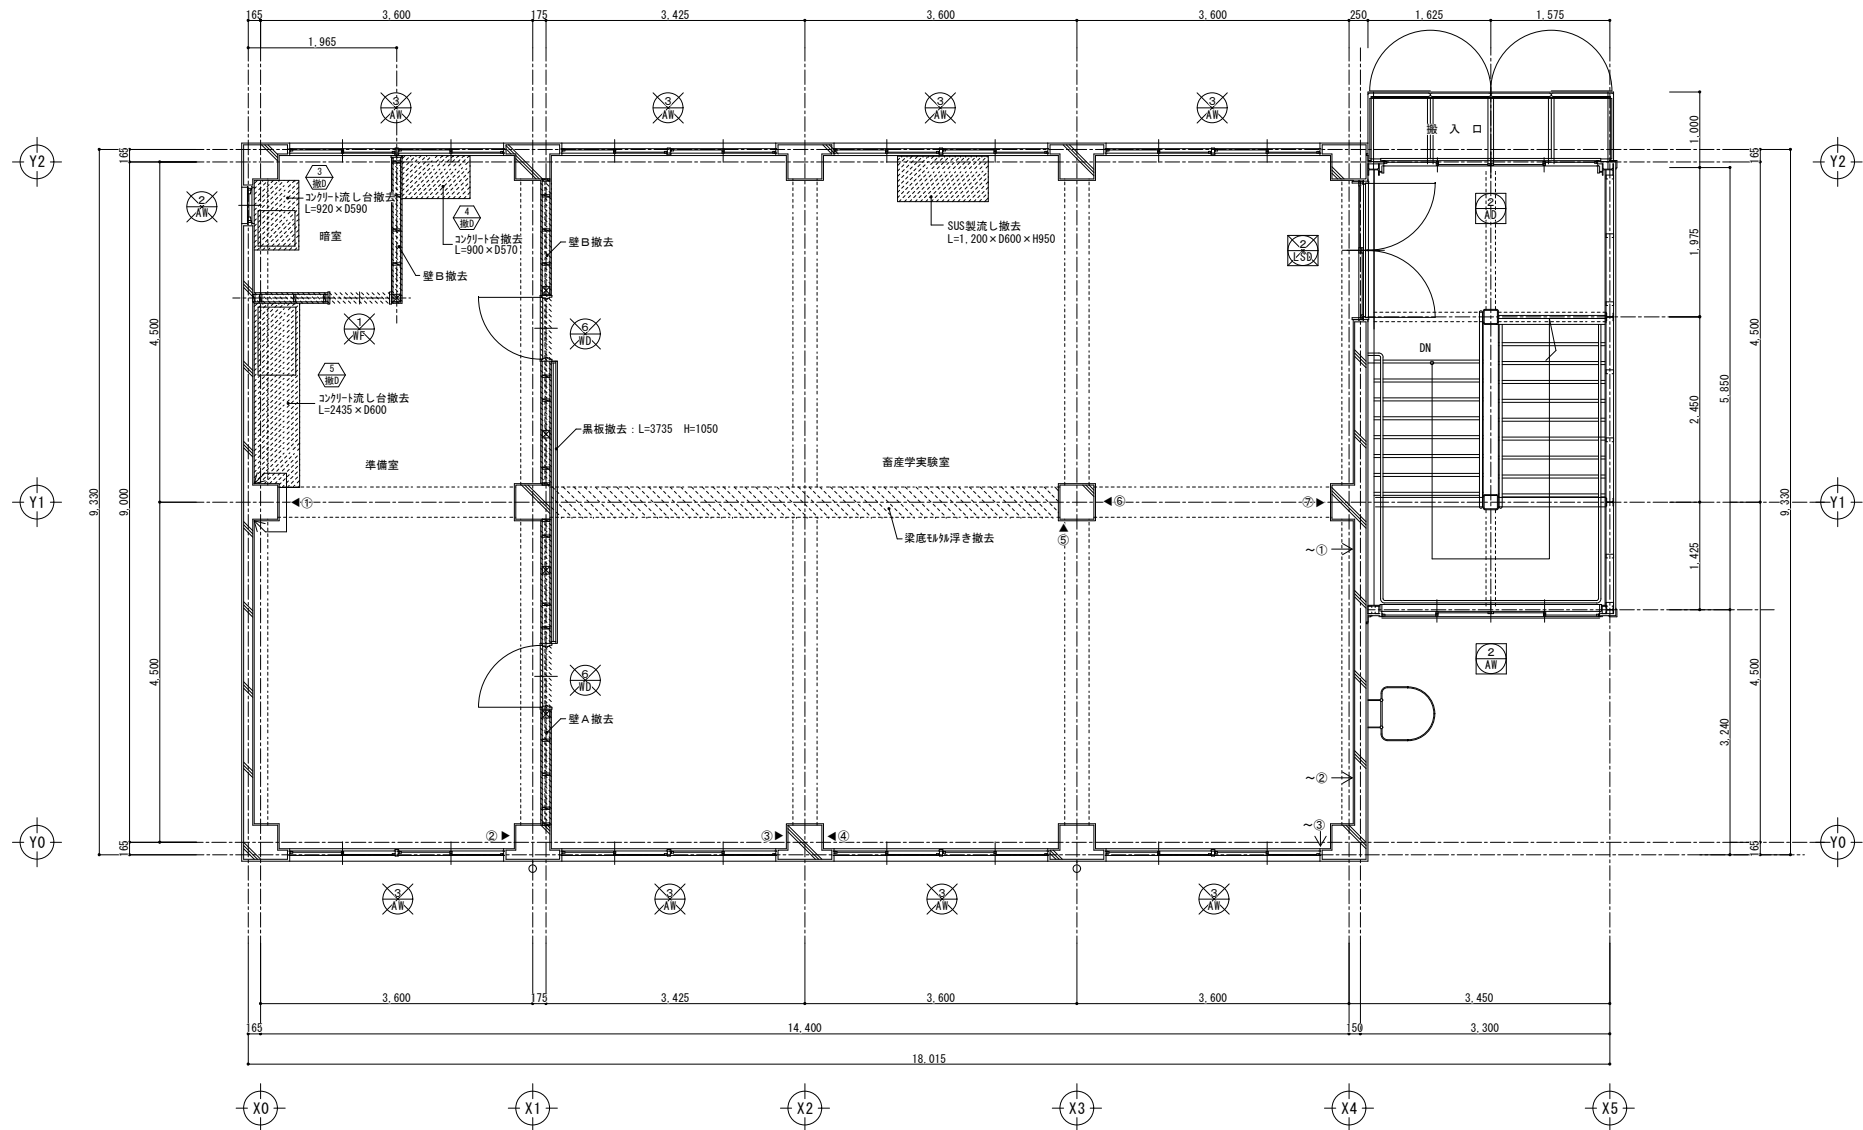 165 3,600 175 3,425 3,600 3,600 250 1,625 1,575
1,965
3 AW
3 AW
3 AW
3 AW
搬 入 口
1,000
Y2
165
165
Y2
3 撤D
コンクリート流し台撤去
L=920×D590
暗室
2 AW
4 撤D
コンクリート台撤去
L=900×D570
壁B撤去
壁B撤去
SUS製流し撤去
L=1,200×D600×H950
2 LSD
2 AD
1,975
1 WF
6 WD
4,500
4,500
DN
5 撤D
コンクリート流し台撤去
L=2435×D600
5,850
2,450
黒板撤去：L=3735 H=1050
準備室
畜産学実験室
Y1
9,330
9,000
◀①
◀⑥
⑦▶
9,330
Y1
▲
⑤
梁底モルタル浮き撤去
～①
1,425
6 WD
2 AW
4,500
4,500
壁A撤去
3,240
～②
②▶
③▶
◀④
～③
Y0
165
165
Y0
3 AW
3 AW
3 AW
3 AW
3,600 175 3,425 3,600 3,600 3,450
165 14,400 150 3,300
18,015
X0 X1 X2 X3 X4 X5